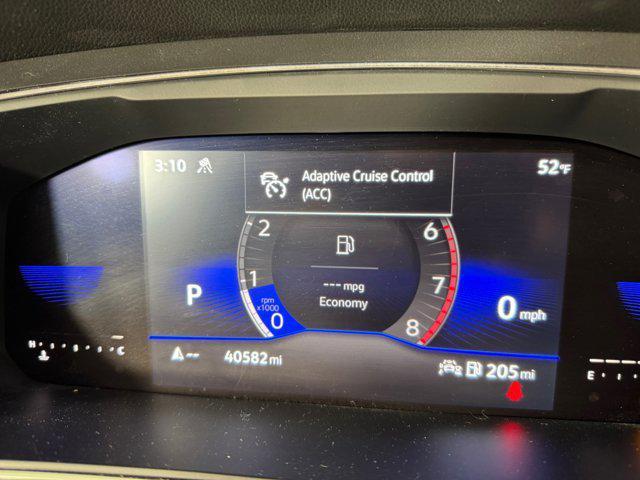 3:10
Adaptive Cruise Control
(ACC)
52°F
2
6
1
7
rpm
x1000
0
8
--- mpg
Economy
P
0 mph
H
C
-- 
40582 mi
205 mi
E